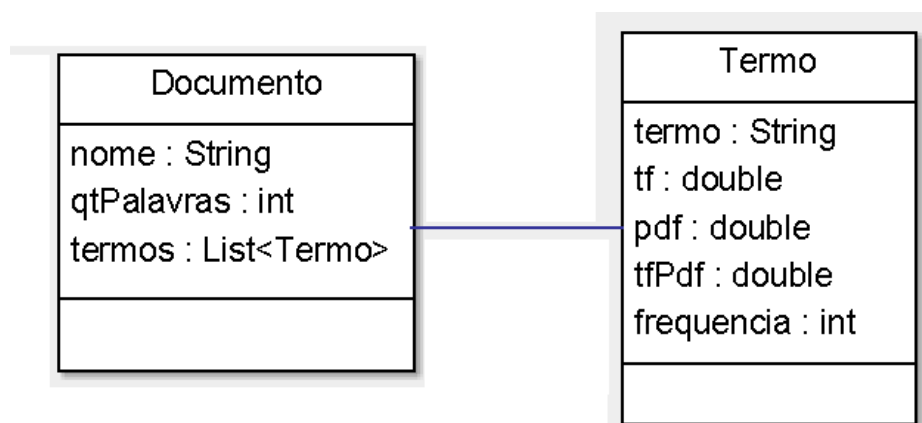 Documento
nome : String
qtPalavras : int
termos : List<Termo>
Termo
termo : String
tf : double
pdf : double
tfPdf : double
frequencia : int